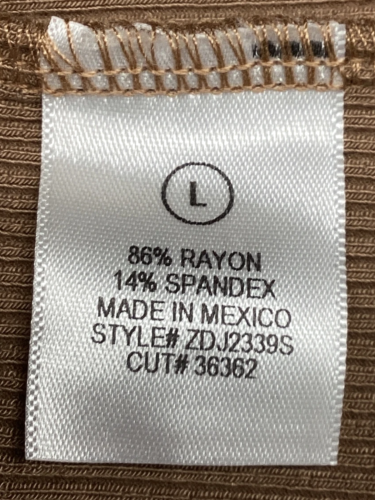 L
86% RAYON
14% SPANDEX
MADE IN MEXICO
STYLE# ZDJ2339S
CUT# 36362